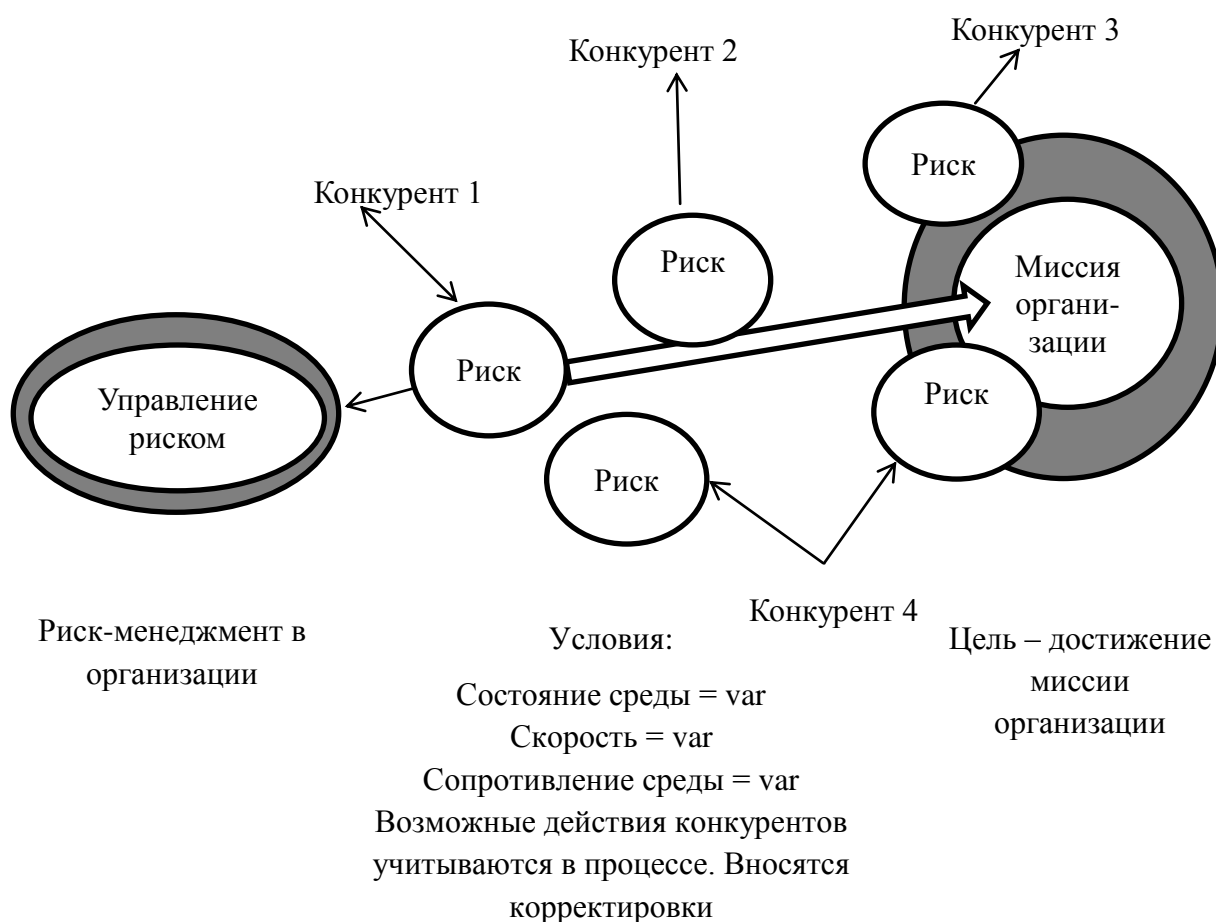 Конкурент 3
Конкурент 2
Конкурент 1
Риск
Риск
Миссия
органи-
зации
Риск
Управление
риском
Риск
Риск
Конкурент 4
Риск-менеджмент в
организации
Условия:
Состояние среды = var
Скорость = var
Сопротивление среды = var
Возможные действия конкурентов
учитываются в процессе. Вносятся
корректировки
Цель – достижение
миссии
организации